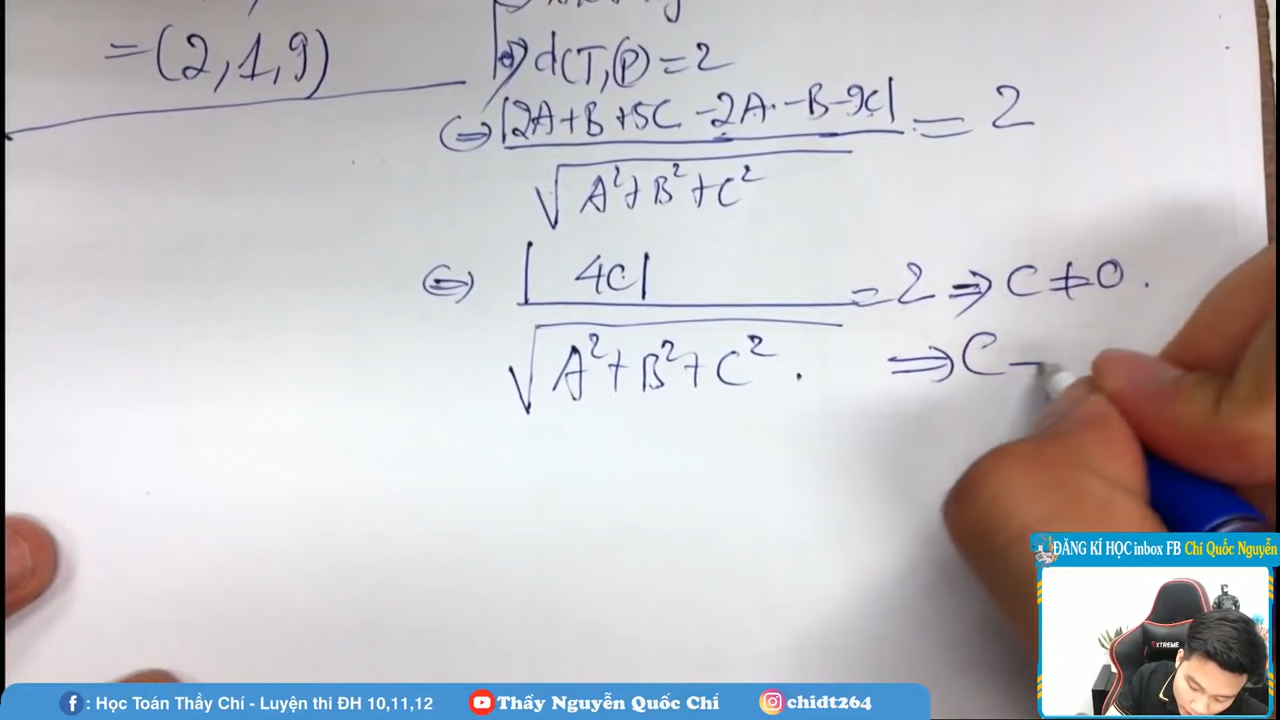 = (2, 1, 9)
⇔ d(T, (P)) = 2
⇔ |2A + B + 5C - 2A - B - 9C| / √(A² + B² + C²) = 2
⇔ |4C| / √(A² + B² + C²) = 2 ⇒ C ≠ 0.
⇒ C
ĐĂNG KÍ HỌC inbox FB Chí Quốc Nguyễn
EXTREME
: Học Toán Thầy Chí - Luyện thi ĐH 10,11,12
Thầy Nguyễn Quốc Chí
chidt264